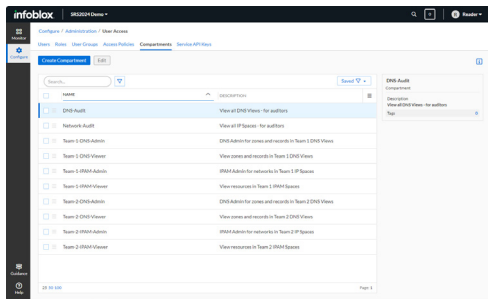 infoblox SRS2024 Demo Reader
Monitor
Configure
Guidance
Help
Configure / Administration / User Access
Users Roles User Groups Access Policies Compartments Service API Keys
Create Compartment Edit
Search... Saved
NAME DESCRIPTION
DNS-Audit View all DNS Views - for auditors
Network-Audit View all IP Spaces - for auditors
Team-1-DNS-Admin DNS Admin for zones and records in Team 1 DNS Views
Team-1-DNS-Viewer View zones and records in Team 1 DNS Views
Team-1-IPAM-Admin IPAM Admin for networks in Team 1 IP Spaces
Team-1-IPAM-Viewer View resources in Team 1 IPAM Spaces
Team-2-DNS-Admin DNS Admin for zones and records in Team 2 DNS Views
Team-2-DNS-Viewer View zones and records in Team 2 DNS Views
Team-2-IPAM-Admin IPAM Admin for networks in Team 2 IP Spaces
Team-2-IPAM-Viewer View resources in Team 2 IPAM Spaces
25 50 100 Page 1
DNS-Audit
Compartment
Description
View all DNS Views - for auditors
Tags 0